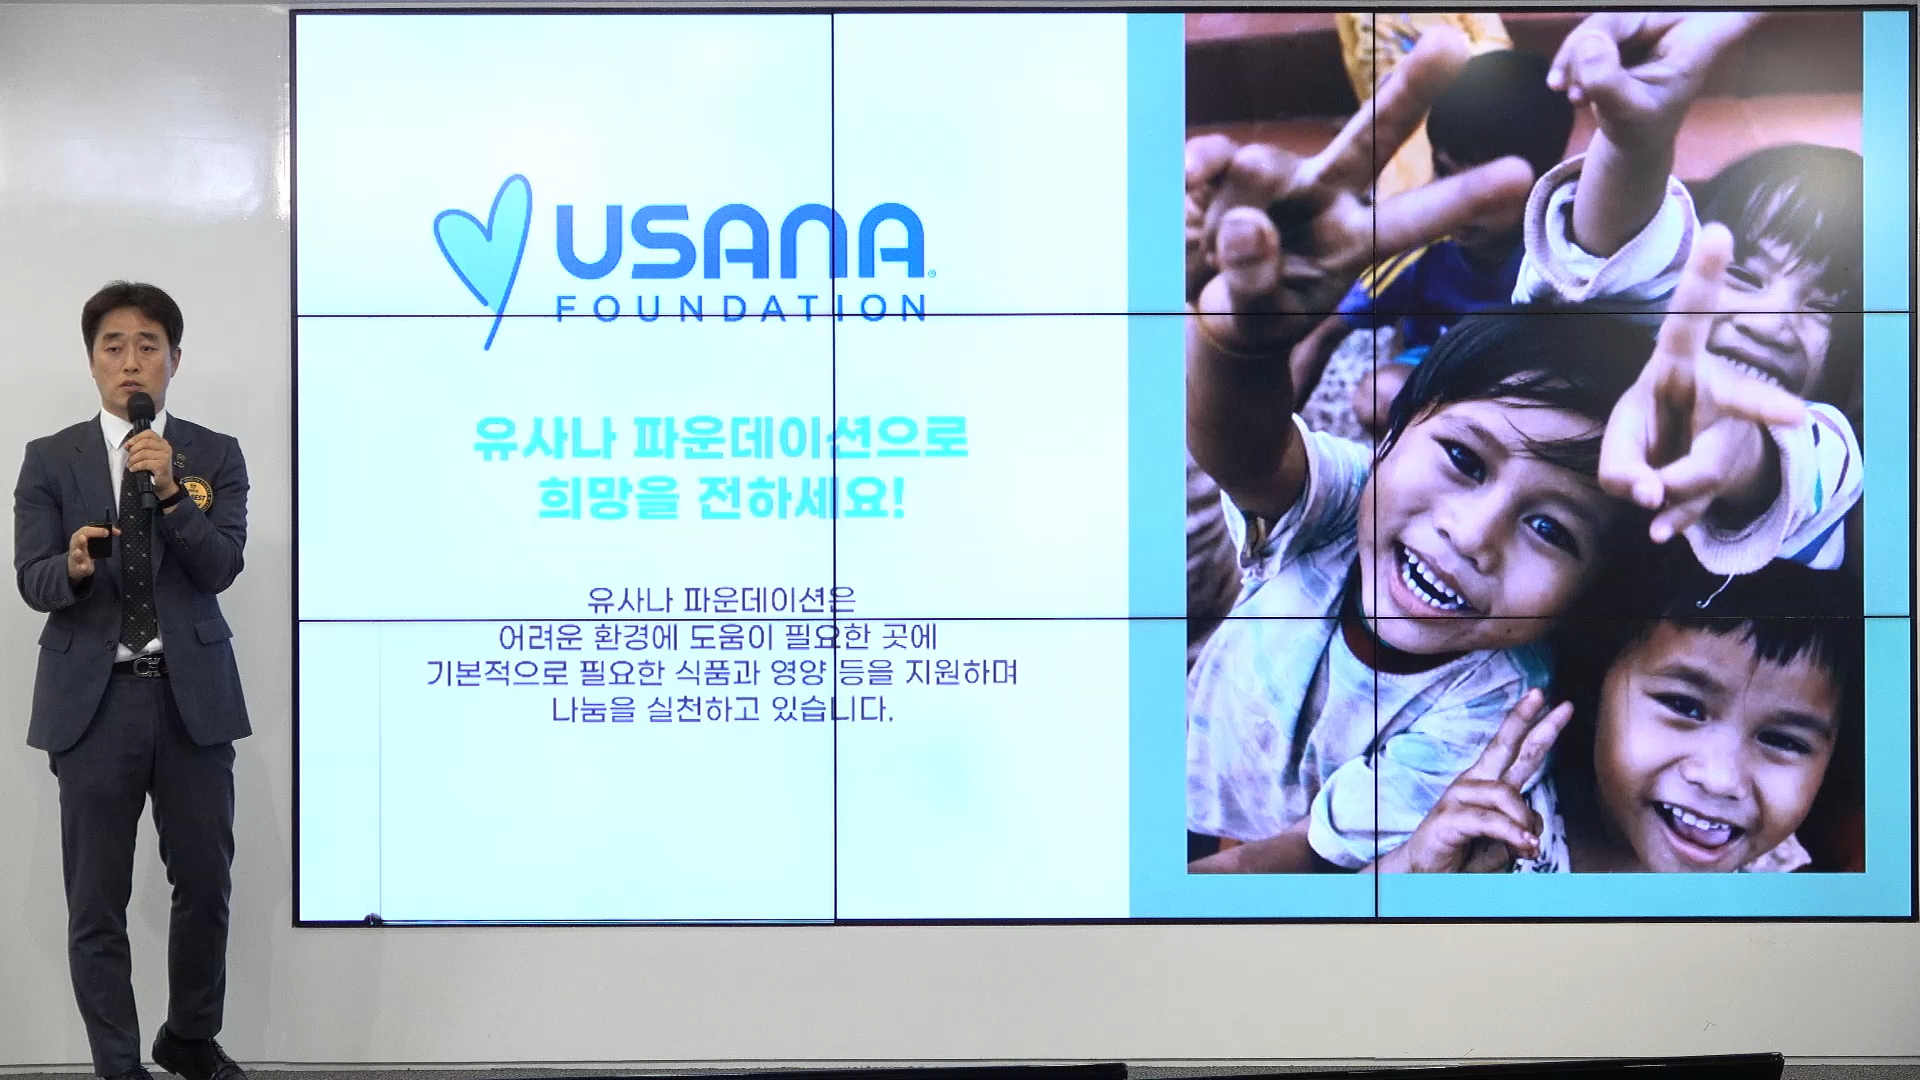 USANA
FOUNDATION
유사나 파운데이션으로
희망을 전하세요!
유사나 파운데이션은
어려운 환경에 도움이 필요한 곳에
기본적으로 필요한 식품과 영양 등을 지원하며
나눔을 실천하고 있습니다.
BEST